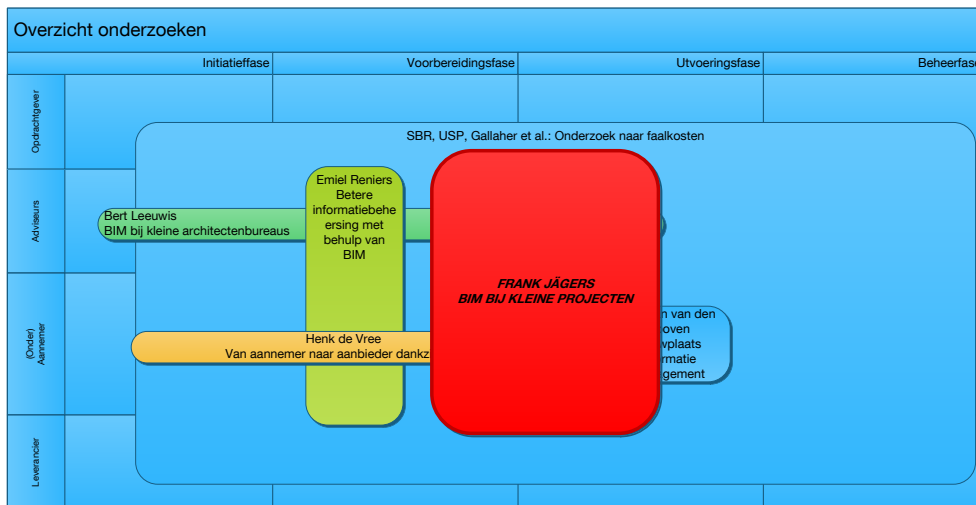 Overzicht onderzoeken
Initiatieffase
Voorbereidingsfase
Utvoeringsfase
Beheerfase
Opdrachtgever
SBR, USP, Gallaher et al.: Onderzoek naar faalkosten
Adviseurs
Bert Leeuwis
BIM bij kleine architectenbureaus
Emiel Reniers
Betere
informatiebehe
ersing met
behulp van
BIM
FRANK JÄGERS
BIM BIJ KLEINE PROJECTEN
(Onder)
Aannemer
Henk de Vree
Van aannemer naar aanbieder dankz
n van den
oven
vplaats
rmatie
gement
Leverancier